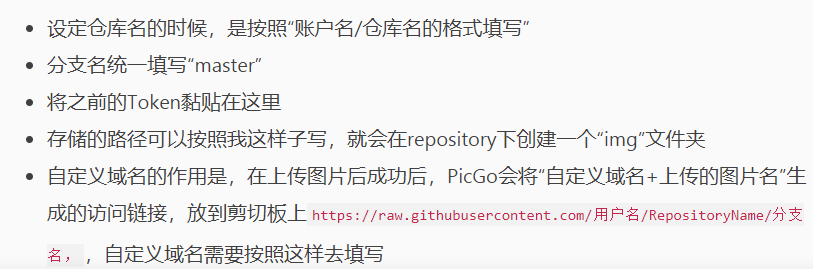 设定仓库名的时候，是按照“账户名/仓库名的格式填写”
分支名统一填写“master”
将之前的Token黏贴在这里
存储的路径可以按照我这样子写，就会在repository下创建一个“img”文件夹
自定义域名的作用是，在上传图片后成功后，PicGo会将“自定义域名+上传的图片名”生
成的访问链接，放到剪切板上https://raw.githubusercontent.com/用户名/RepositoryName/分支
名，，自定义域名需要按照这样去填写